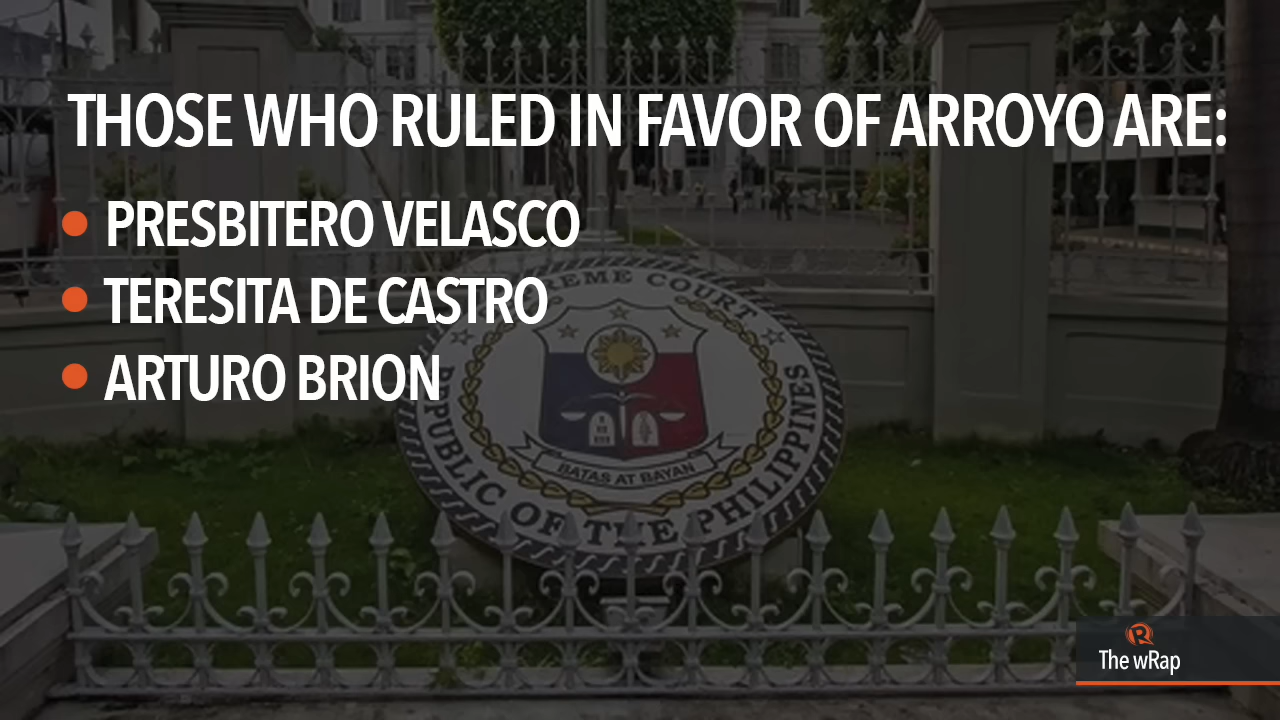 THOSE WHO RULED IN FAVOR OF ARROYO ARE:
PRESBITERO VELASCO
TERESITA DE CASTRO
ARTURO BRION
REME COURT
REPUBLIC OF THE PHILIPPINES
BATAS AT BAYAN
R
The wRap